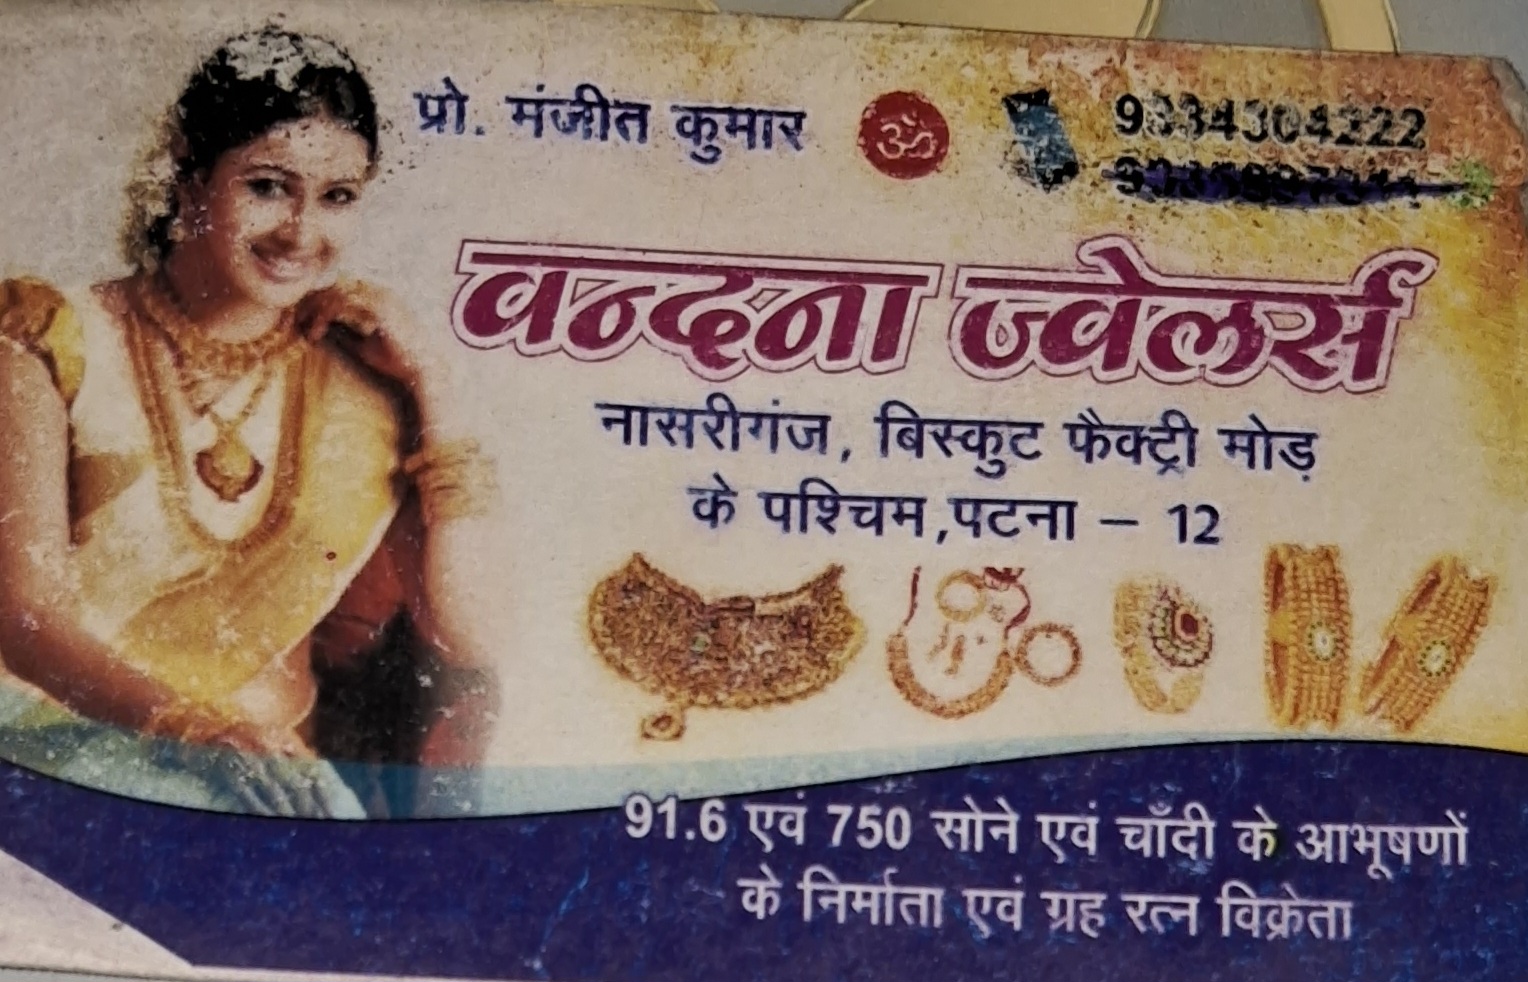 प्रो. मंजीत कुमार ॐ 9334304222
वन्दना ज्वेलर्स
नासरीगंज, बिस्कुट फैक्ट्री मोड़
के पश्चिम,पटना – 12
91.6 एवं 750 सोने एवं चाँदी के आभूषणों
के निर्माता एवं ग्रह रत्न विक्रेता